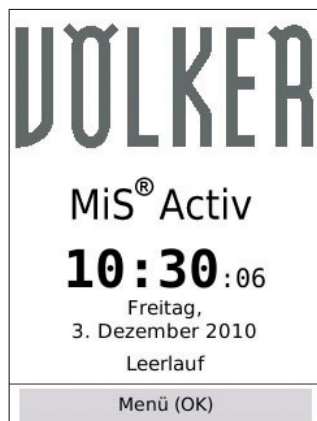 VÖLKER
MiS® Activ
10:30:06
Freitag,
3. Dezember 2010
Leerlauf
Menü (OK)